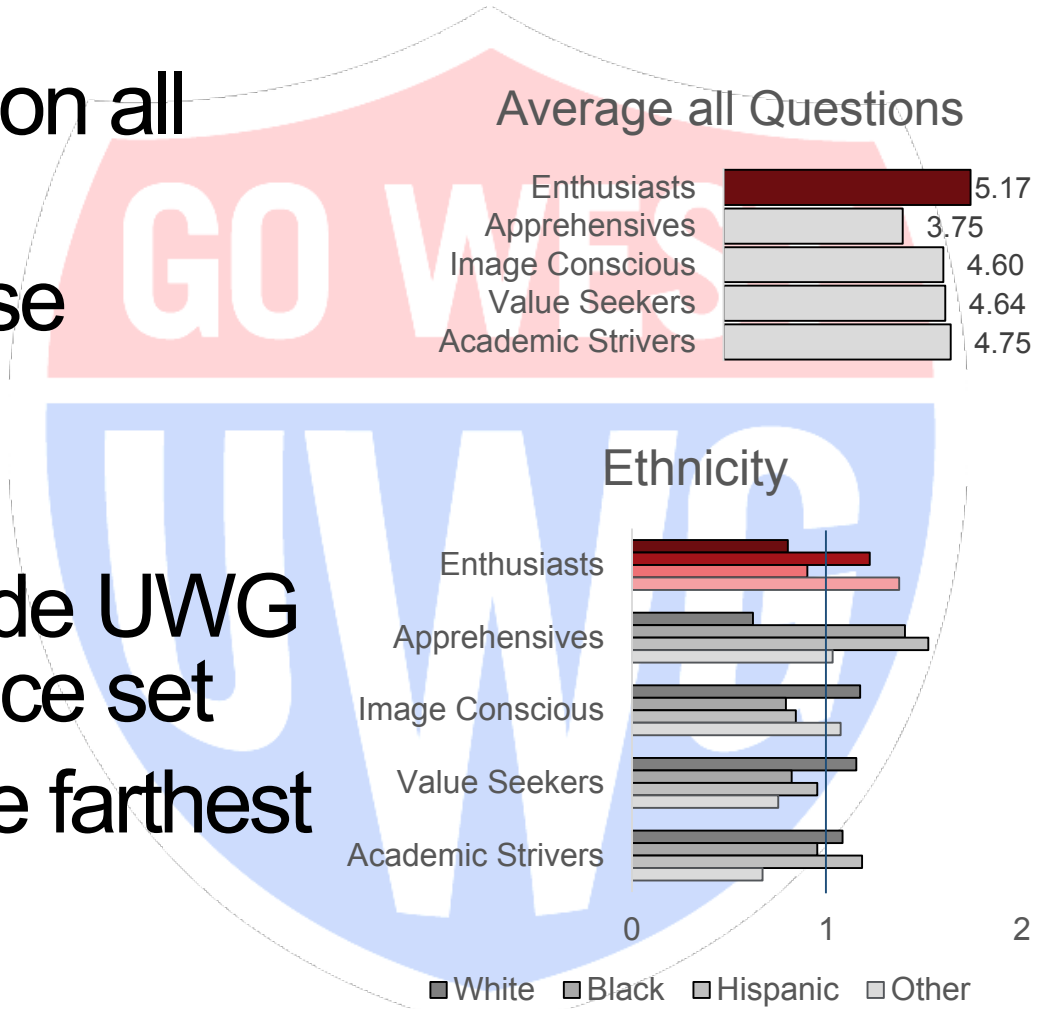 on all
se
de UWG
ce set
e farthest
GO WES
UWG
Average all Questions
Enthusiasts 5.17
Apprehensives 3.75
Image Conscious 4.60
Value Seekers 4.64
Academic Strivers 4.75
Ethnicity
Enthusiasts
Apprehensives
Image Conscious
Value Seekers
Academic Strivers
0 1 2
White Black Hispanic Other